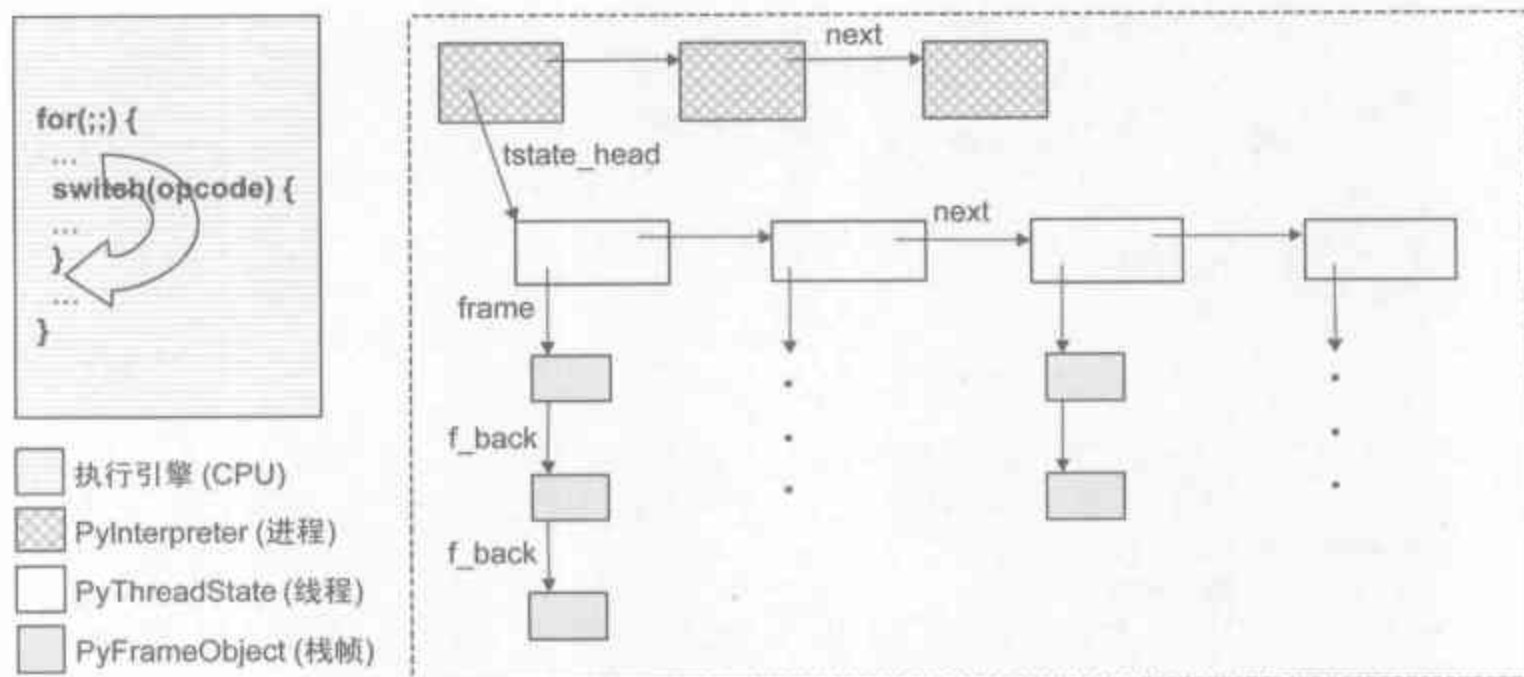 for(;;) {
...
switch(opcode) {
...
}
...
}
执行引擎 (CPU)
PyInterpreter (进程)
PyThreadState (线程)
PyFrameObject (栈帧)
next
tstate_head
next
frame
f_back
f_back